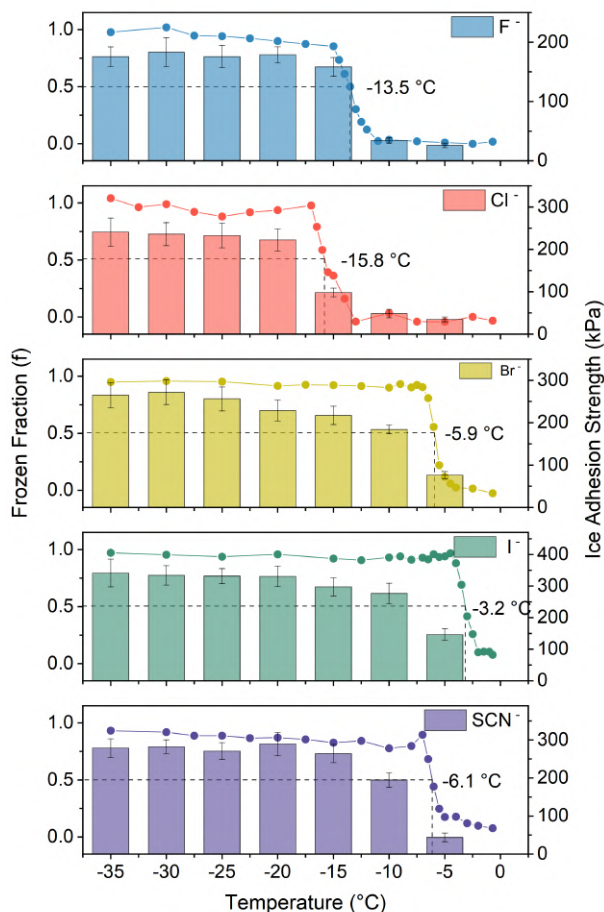 F -
1.0
0.5
0.0
-13.5 °C
300
200
100
0
Cl -
1.0
0.5
0.0
-15.8 °C
300
200
100
0
Br -
1.0
0.5
0.0
-5.9 °C
300
200
100
0
I -
1.0
0.5
0.0
-3.2 °C
400
300
200
100
0
SCN -
1.0
0.5
0.0
-6.1 °C
300
200
100
0
-35 -30 -25 -20 -15 -10 -5 0
Temperature (°C)
Frozen Fraction (f)
Ice Adhesion Strength (kPa)